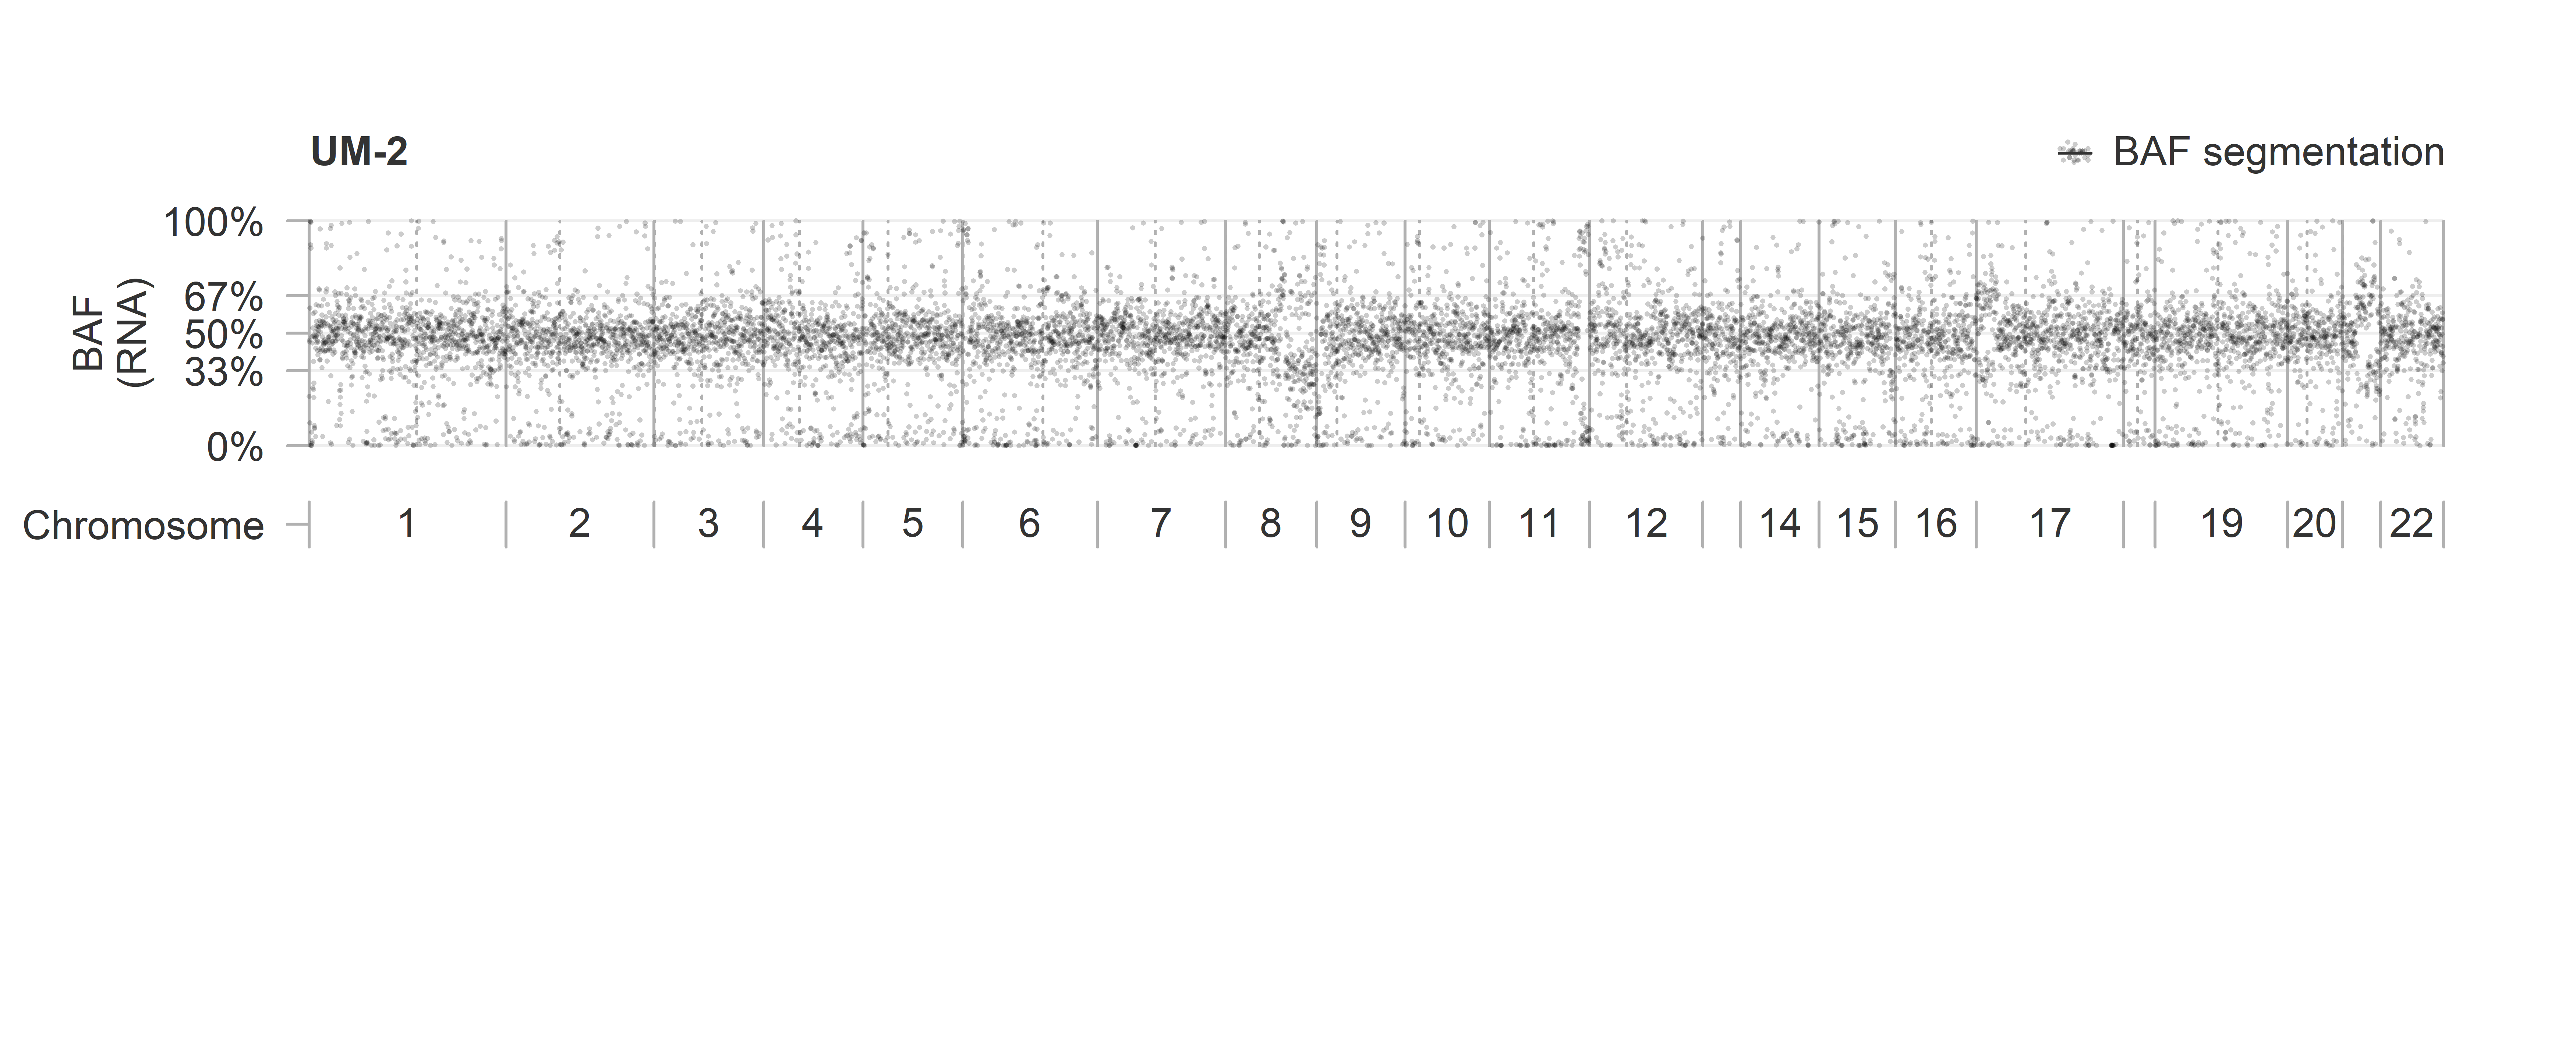 UM-2
BAF segmentation
100%
67%
50%
33%
0%
BAF
(RNA)
Chromosome
1 2 3 4 5 6 7 8 9 10 11 12 14 15 16 17 19 20 22